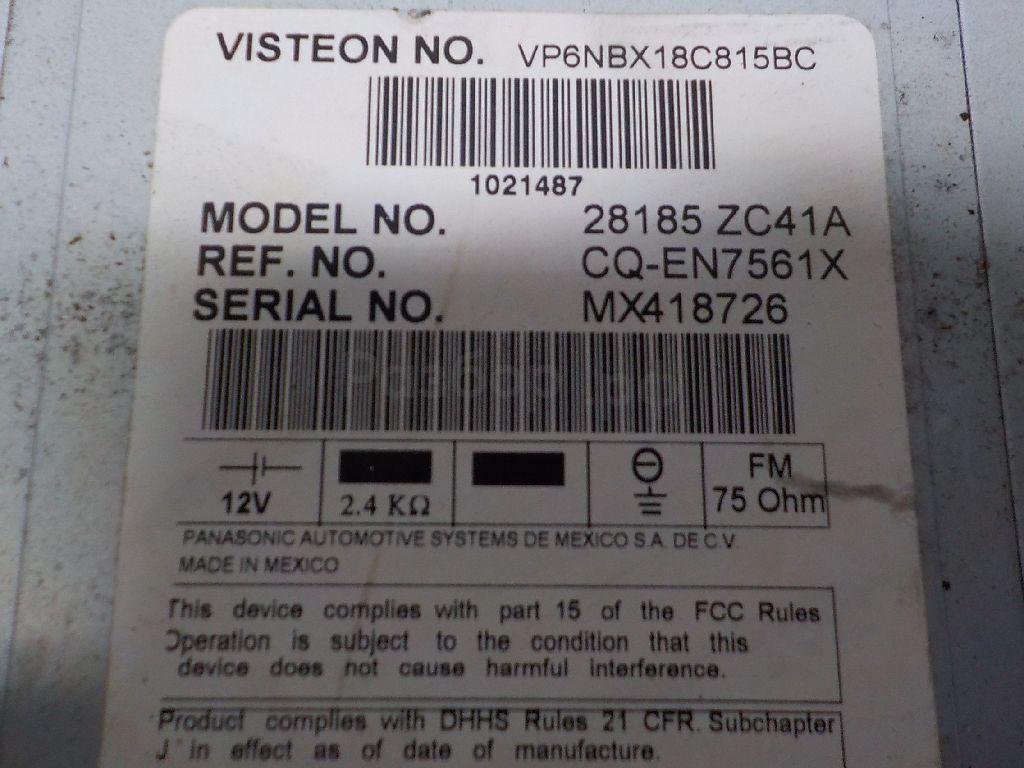 VISTEON NO. VP6NBX18C815BC
1021487
MODEL NO. 28185 ZC41A
REF. NO. CQ-EN7561X
SERIAL NO. MX418726
12V
2.4 KΩ
FM
75 Ohm
PANASONIC AUTOMOTIVE SYSTEMS DE MEXICO S.A. DE C.V.
MADE IN MEXICO
This device complies with part 15 of the FCC Rules
Operation is subject to the condition that this
device does not cause harmful interference.
Product complies with DHHS Rules 21 CFR. Subchapter
J in effect as of date of manufacture.